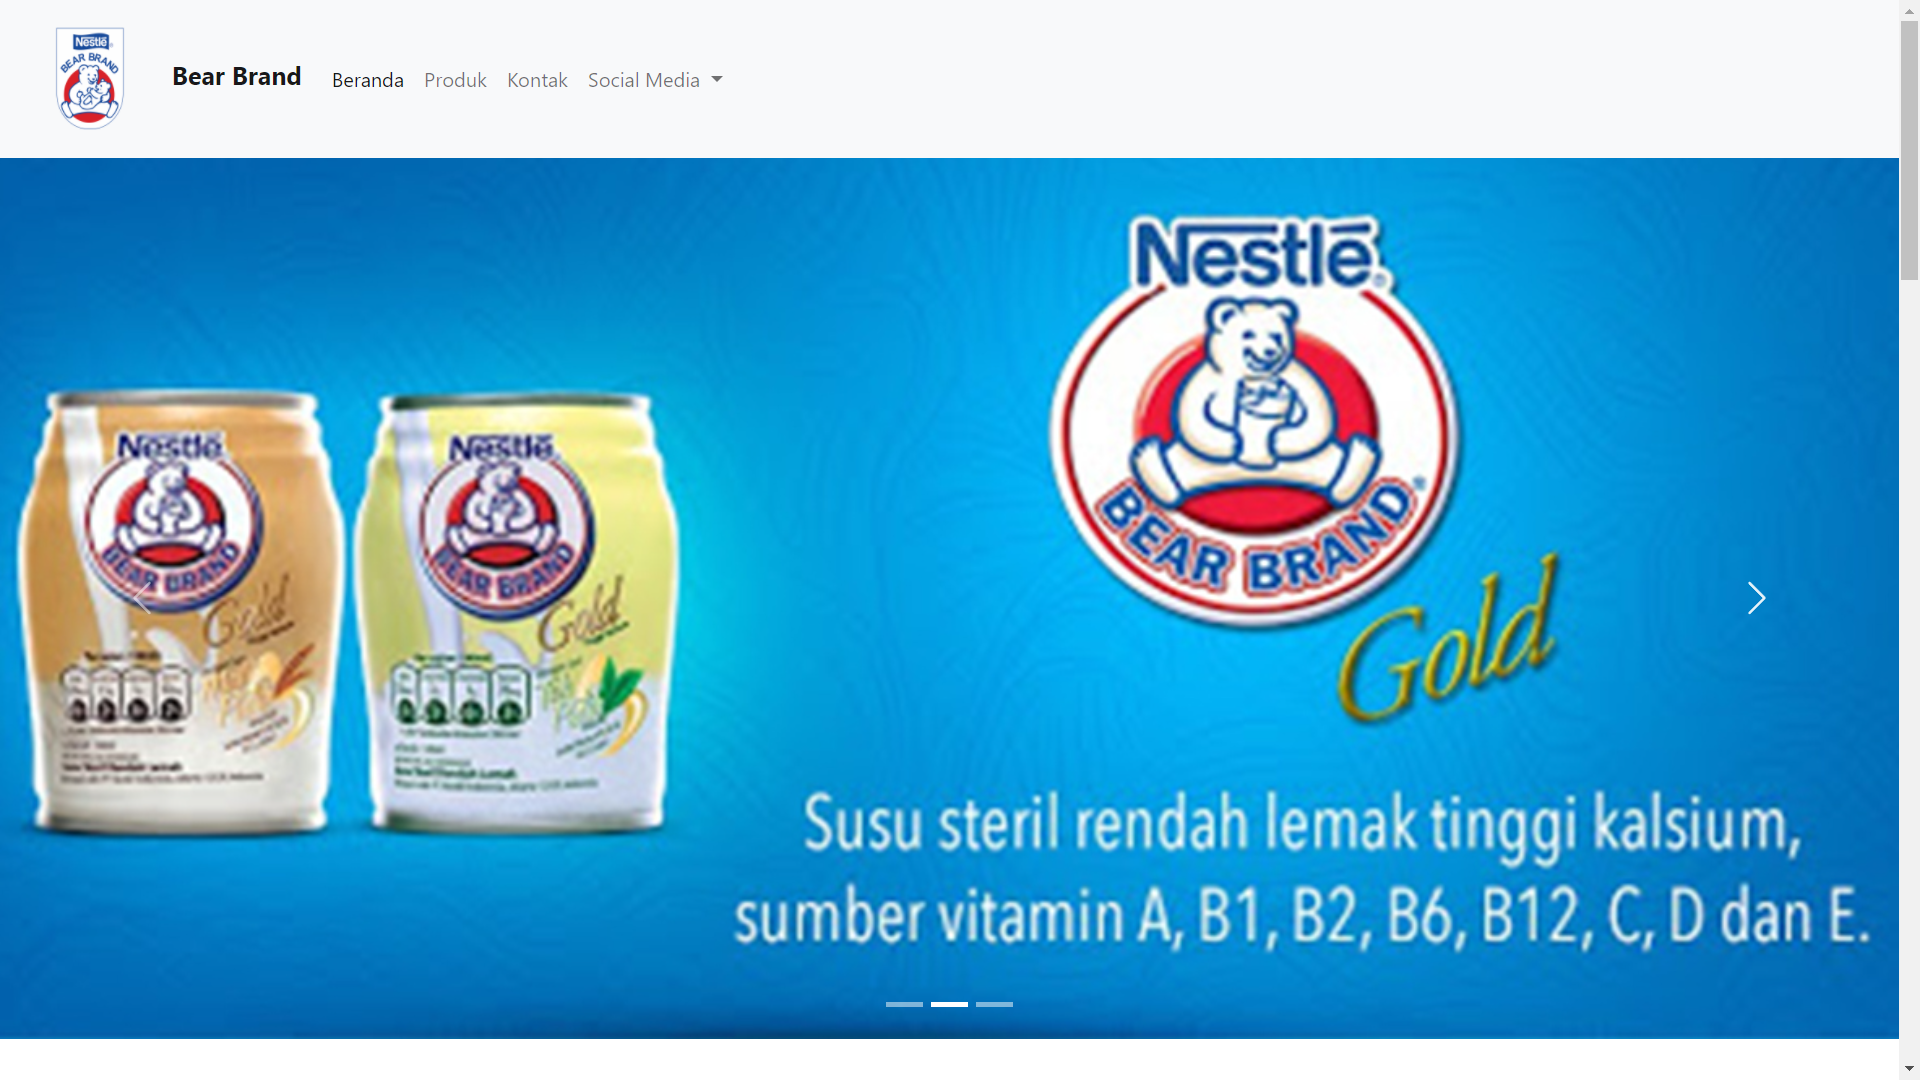 Nestlé
BEAR BRAND
Bear Brand
Beranda
Produk
Kontak
Social Media
Nestlé®
BEAR BRAND®
Gold
Nestlé
BEAR BRAND
Gold
Nestlé
BEAR BRAND
Gold
Susu steril rendah lemak tinggi kalsium,
sumber vitamin A, B1, B2, B6, B12, C, D dan E.